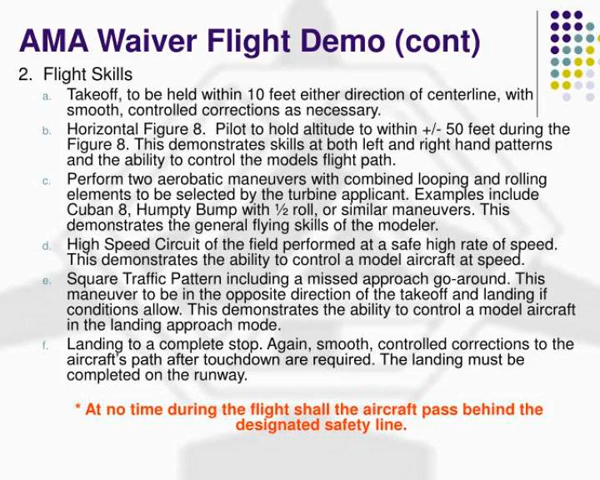 AMA Waiver Flight Demo (cont)
2. Flight Skills
a. Takeoff, to be held within 10 feet either direction of centerline, with
smooth, controlled corrections as necessary.
b. Horizontal Figure 8. Pilot to hold altitude to within +/- 50 feet during the
Figure 8. This demonstrates skills at both left and right hand patterns
and the ability to control the models flight path.
c. Perform two aerobatic maneuvers with combined looping and rolling
elements to be selected by the turbine applicant. Examples include
Cuban 8, Humpty Bump with ½ roll, or similar maneuvers. This
demonstrates the general flying skills of the modeler.
d. High Speed Circuit of the field performed at a safe high rate of speed.
This demonstrates the ability to control a model aircraft at speed.
e. Square Traffic Pattern including a missed approach go-around. This
maneuver to be in the opposite direction of the takeoff and landing if
conditions allow. This demonstrates the ability to control a model aircraft
in the landing approach mode.
f. Landing to a complete stop. Again, smooth, controlled corrections to the
aircraft's path after touchdown are required. The landing must be
completed on the runway.
* At no time during the flight shall the aircraft pass behind the
designated safety line.